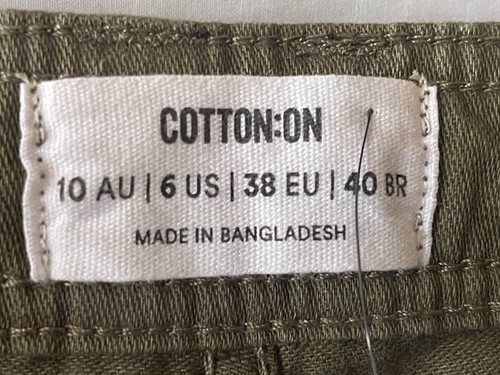 COTTON:ON
10 AU | 6 US | 38 EU | 40 BR
MADE IN BANGLADESH